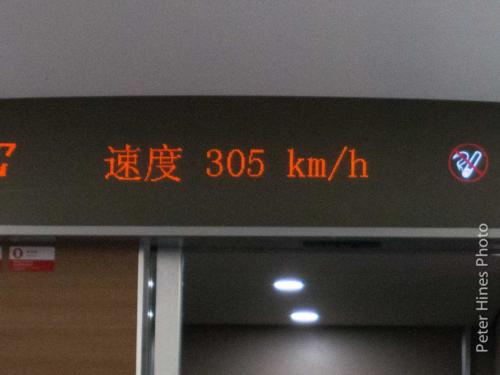 速度 305 km/h
Peter Hines Photo